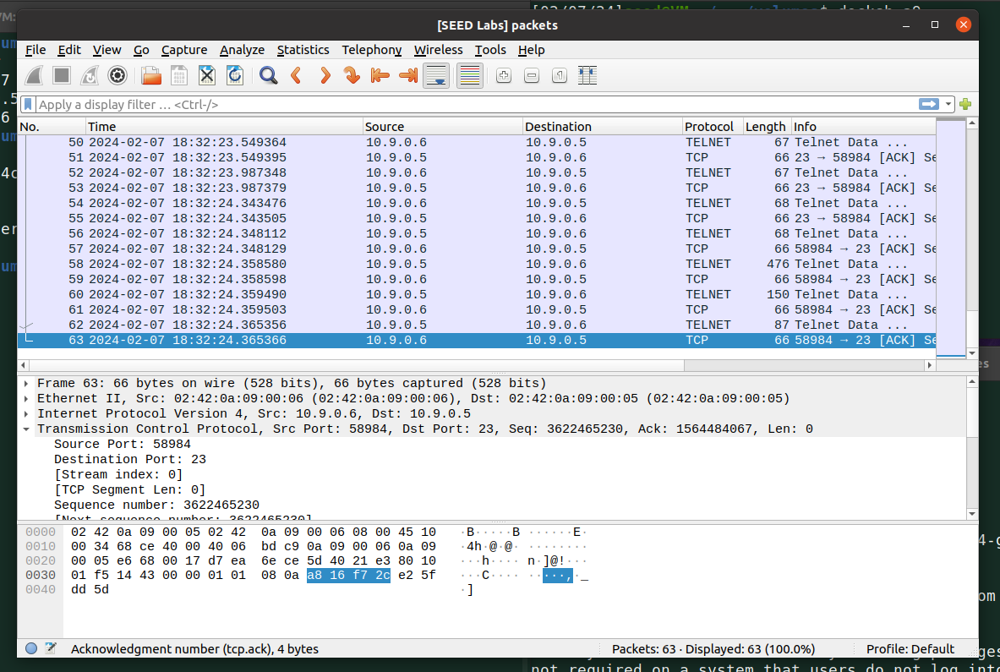 [02/07/24]seed@VM:~/.../volumes$ docksh a9
VM:
[SEED Labs] packets
File Edit View Go Capture Analyze Statistics Telephony Wireless Tools Help
Apply a display filter … <Ctrl-/>
No. Time Source Destination Protocol Length Info
50 2024-02-07 18:32:23.549364 10.9.0.6 10.9.0.5 TELNET 67 Telnet Data ...
51 2024-02-07 18:32:23.549395 10.9.0.5 10.9.0.6 TCP 66 23 → 58984 [ACK] Se
52 2024-02-07 18:32:23.987348 10.9.0.6 10.9.0.5 TELNET 67 Telnet Data ...
53 2024-02-07 18:32:23.987379 10.9.0.5 10.9.0.6 TCP 66 23 → 58984 [ACK] Se
54 2024-02-07 18:32:24.343476 10.9.0.6 10.9.0.5 TELNET 68 Telnet Data ...
55 2024-02-07 18:32:24.343505 10.9.0.5 10.9.0.6 TCP 66 23 → 58984 [ACK] Se
56 2024-02-07 18:32:24.348112 10.9.0.5 10.9.0.6 TELNET 68 Telnet Data ...
57 2024-02-07 18:32:24.348129 10.9.0.6 10.9.0.5 TCP 66 58984 → 23 [ACK] Se
58 2024-02-07 18:32:24.358580 10.9.0.5 10.9.0.6 TELNET 476 Telnet Data ...
59 2024-02-07 18:32:24.358598 10.9.0.6 10.9.0.5 TCP 66 58984 → 23 [ACK] Se
60 2024-02-07 18:32:24.359490 10.9.0.5 10.9.0.6 TELNET 150 Telnet Data ...
61 2024-02-07 18:32:24.359503 10.9.0.6 10.9.0.5 TCP 66 58984 → 23 [ACK] Se
62 2024-02-07 18:32:24.365356 10.9.0.5 10.9.0.6 TELNET 87 Telnet Data ...
63 2024-02-07 18:32:24.365366 10.9.0.6 10.9.0.5 TCP 66 58984 → 23 [ACK] Se
Frame 63: 66 bytes on wire (528 bits), 66 bytes captured (528 bits)
Ethernet II, Src: 02:42:0a:09:00:06 (02:42:0a:09:00:06), Dst: 02:42:0a:09:00:05 (02:42:0a:09:00:05)
Internet Protocol Version 4, Src: 10.9.0.6, Dst: 10.9.0.5
Transmission Control Protocol, Src Port: 58984, Dst Port: 23, Seq: 3622465230, Ack: 1564484067, Len: 0
Source Port: 58984
Destination Port: 23
[Stream index: 0]
[TCP Segment Len: 0]
Sequence number: 3622465230
[Next sequence number: 3622465230]
0000 02 42 0a 09 00 05 02 42 0a 09 00 06 08 00 45 10 ·B·····B ······E·
0010 00 34 68 ce 40 00 40 06 bd c9 0a 09 00 06 0a 09 ·4h·@·@· ········
0020 00 05 e6 68 00 17 d7 ea 6e ce 5d 40 21 e3 80 10 ···h···· n·]@!···
0030 01 f5 14 43 00 00 01 01 08 0a a8 16 f7 2c e2 5f ···C···· ·····,·_
0040 dd 5d ·]
Acknowledgment number (tcp.ack), 4 bytes
Packets: 63 · Displayed: 63 (100.0%)
Profile: Default
not required on a system that users do not log into